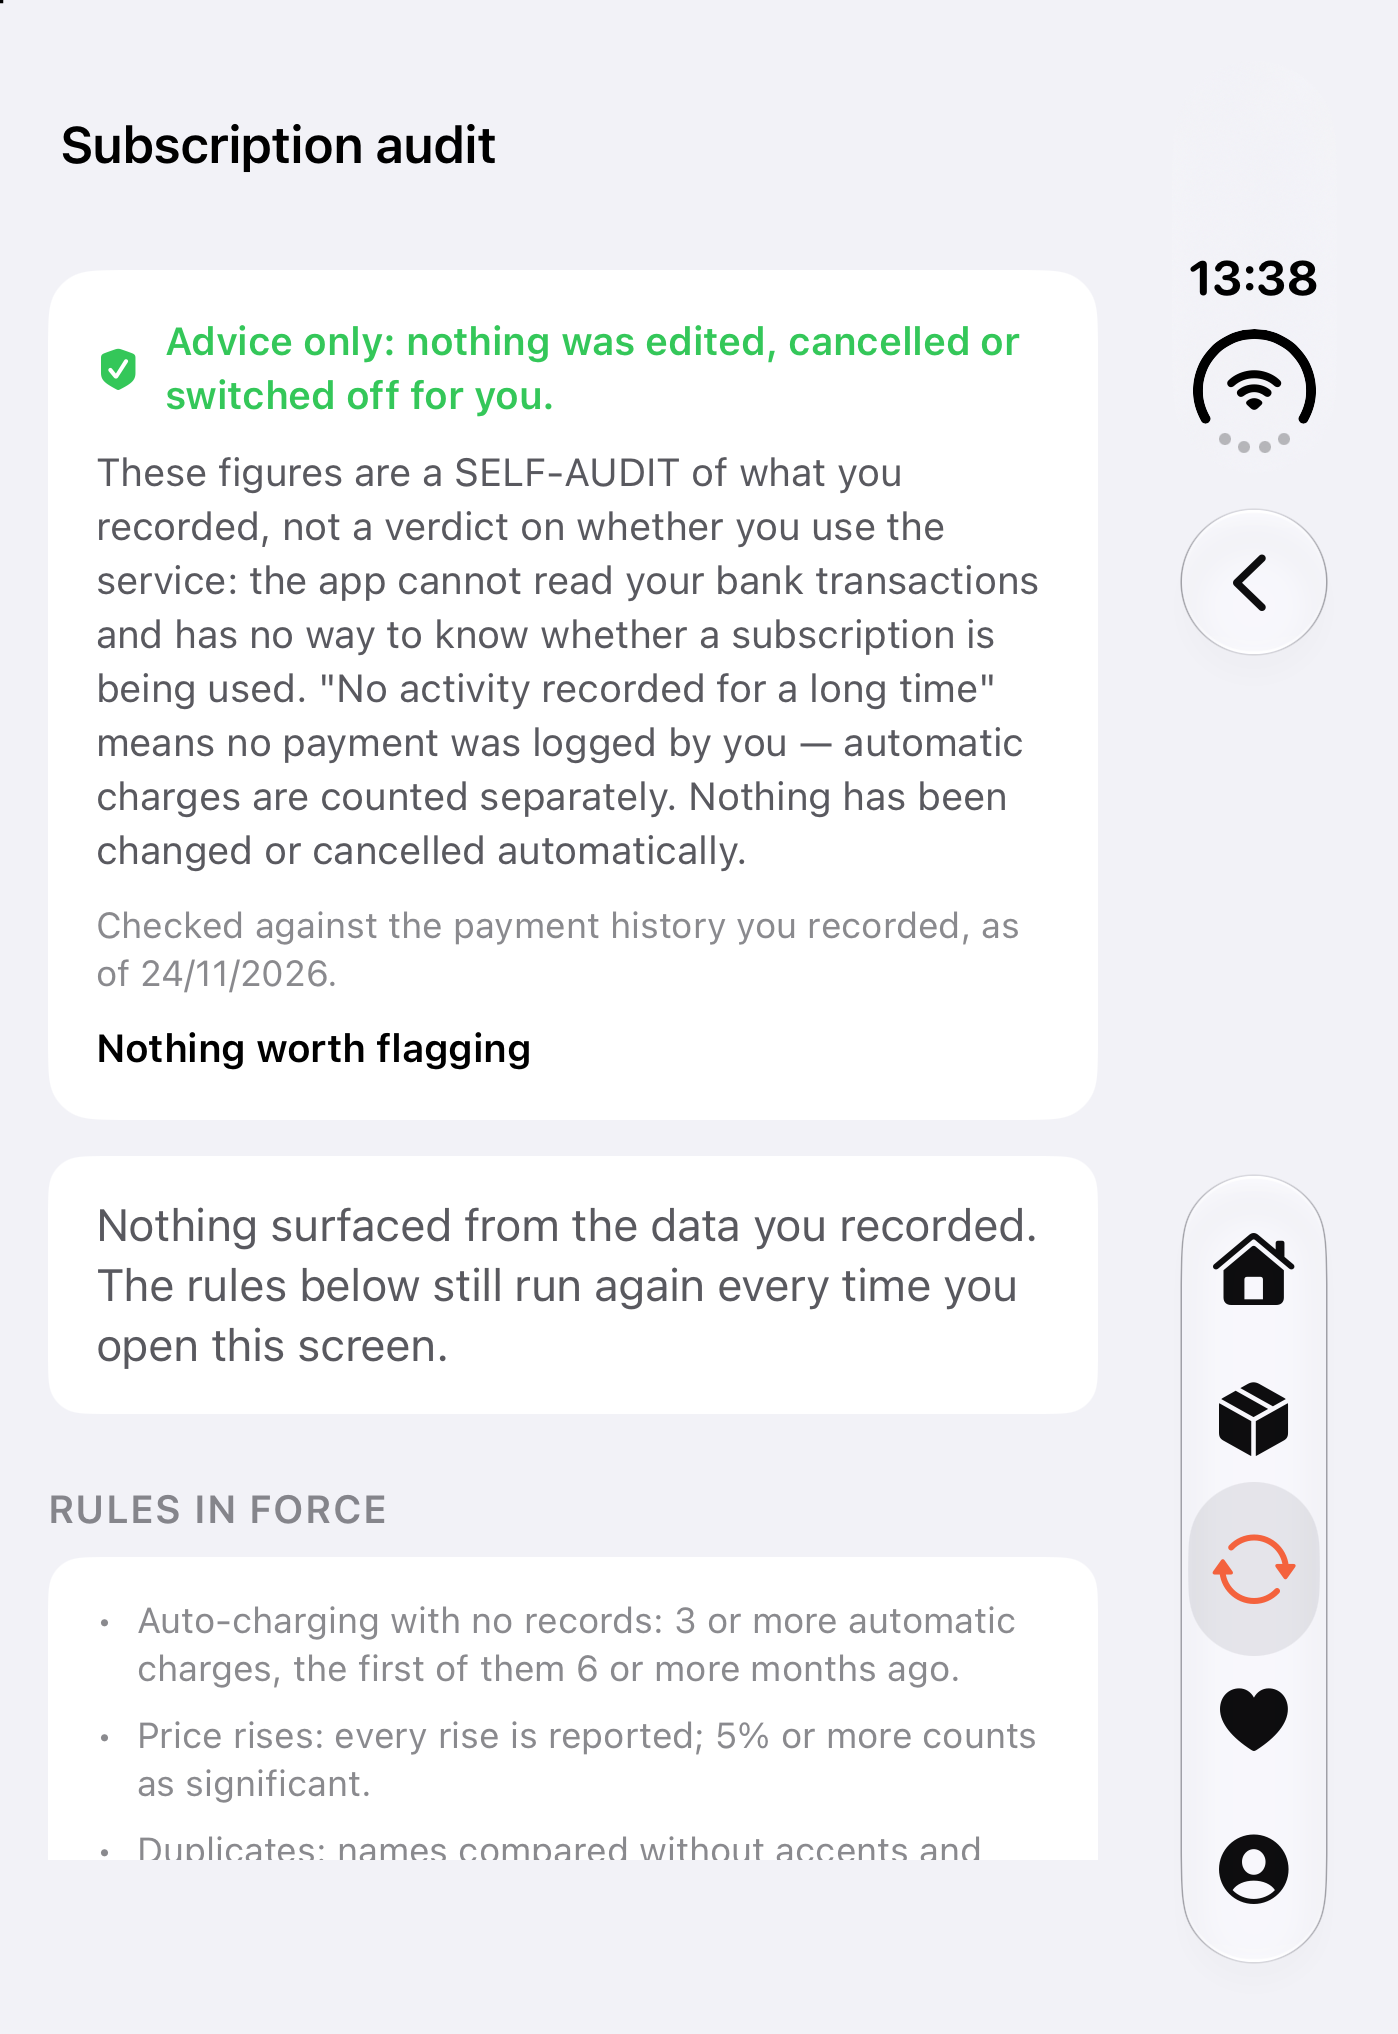 Subscription audit
13:38
Advice only: nothing was edited, cancelled or
switched off for you.
These figures are a SELF-AUDIT of what you
recorded, not a verdict on whether you use the
service: the app cannot read your bank transactions
and has no way to know whether a subscription is
being used. "No activity recorded for a long time"
means no payment was logged by you — automatic
charges are counted separately. Nothing has been
changed or cancelled automatically.
Checked against the payment history you recorded, as
of 24/11/2026.
Nothing worth flagging
Nothing surfaced from the data you recorded.
The rules below still run again every time you
open this screen.
RULES IN FORCE
• Auto-charging with no records: 3 or more automatic
charges, the first of them 6 or more months ago.
• Price rises: every rise is reported; 5% or more counts
as significant.
• Duplicates: names compared without accents and